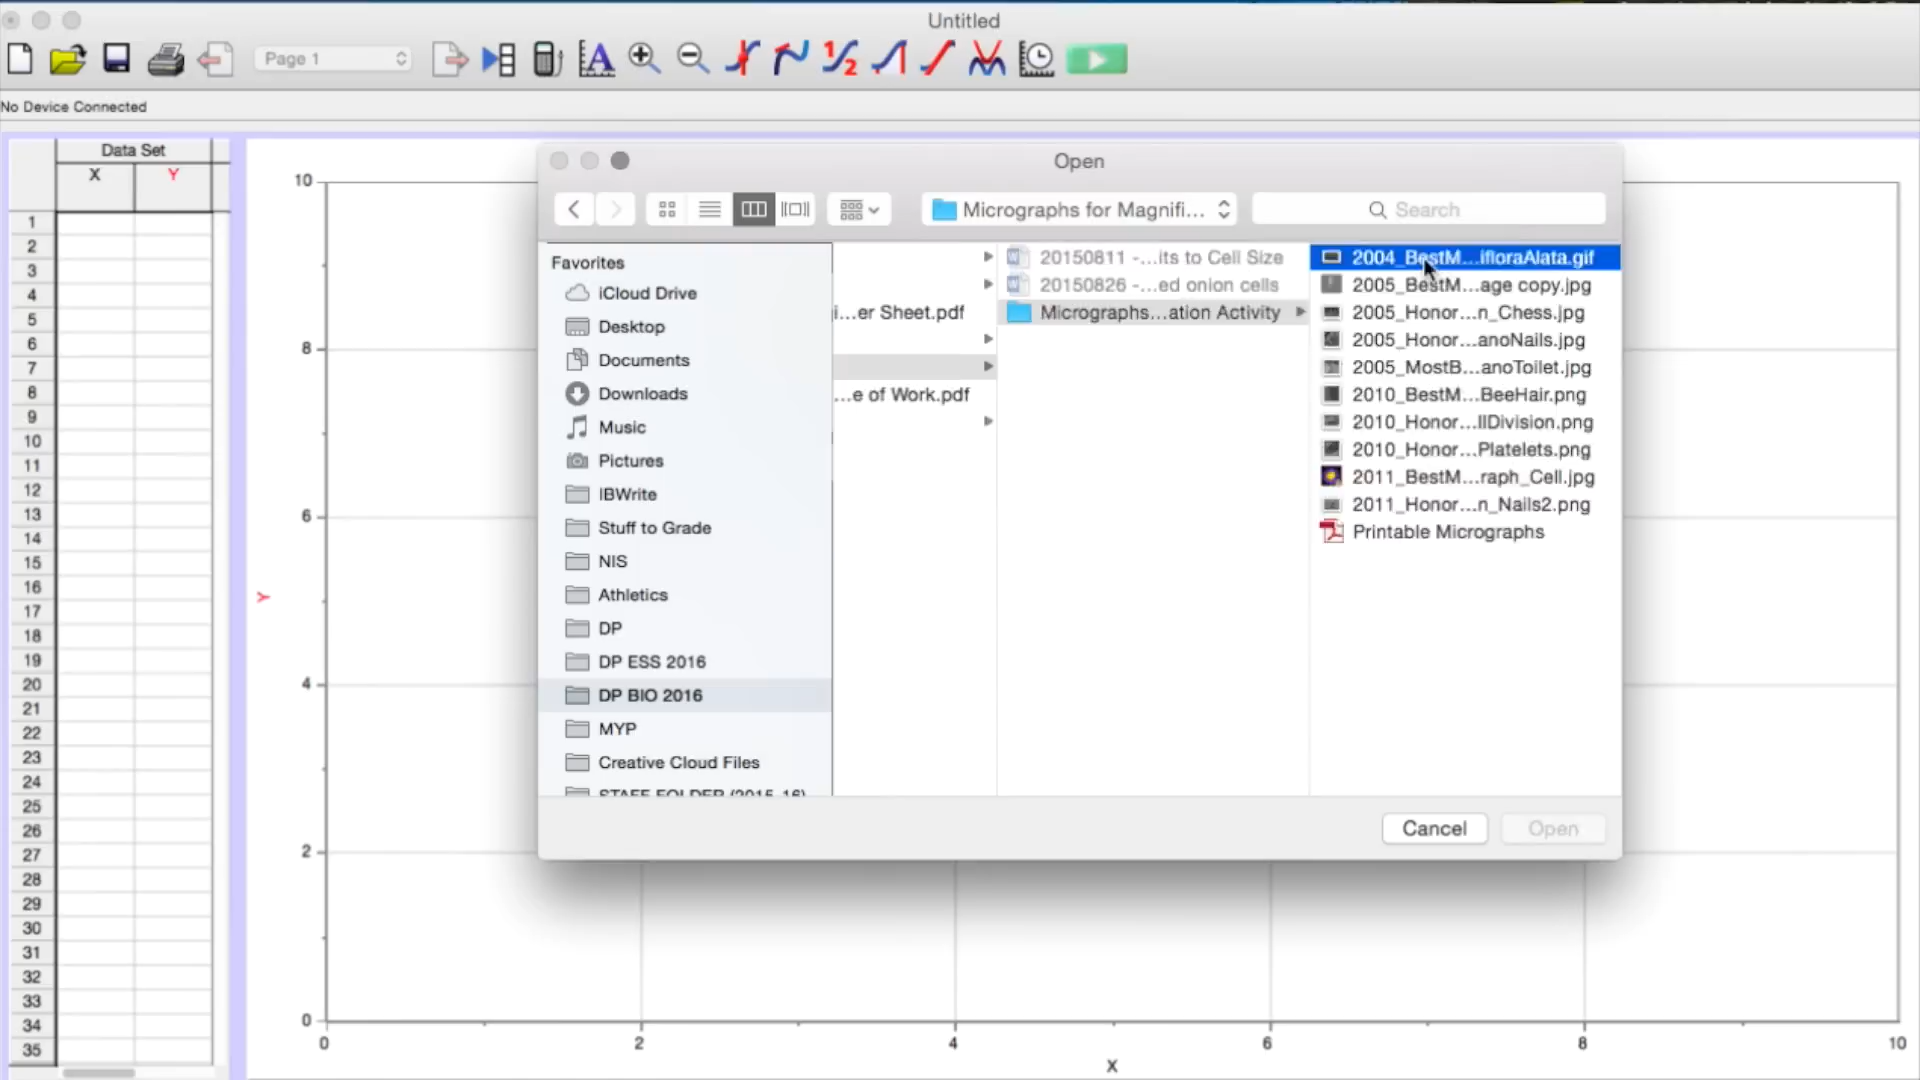 Untitled
Page 1
1/2
No Device Connected
Data Set
X Y
1
2
3
4
5
6
7
8
9
10
11
12
13
14
15
16
17
18
19
20
21
22
23
24
25
26
27
28
29
30
31
32
33
34
35
10
8
6
4
2
0
Y
0 2 4 6 8 10
X
Open
Micrographs for Magnifi...
Search
Favorites
iCloud Drive
Desktop
Documents
Downloads
Music
Pictures
IBWrite
Stuff to Grade
NIS
Athletics
DP
DP ESS 2016
DP BIO 2016
MYP
Creative Cloud Files
STAFF FOLDER (2015-16)
i...er Sheet.pdf
...e of Work.pdf
20150811 -...its to Cell Size
20150826 -...ed onion cells
Micrographs...ation Activity
2004_BestM...ifloraAlata.gif
2005_BestM...age copy.jpg
2005_Honor...n_Chess.jpg
2005_Honor...anoNails.jpg
2005_MostB...anoToilet.jpg
2010_BestM...BeeHair.png
2010_Honor...llDivision.png
2010_Honor...Platelets.png
2011_BestM...raph_Cell.jpg
2011_Honor...n_Nails2.png
Printable Micrographs
Cancel
Open